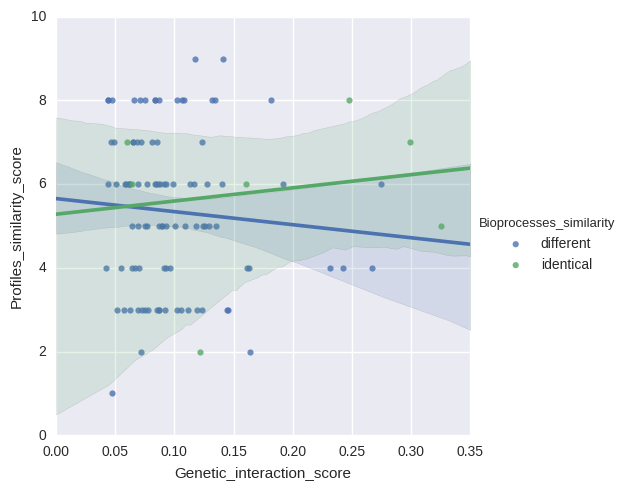 10
8
6
4
2
0
Profiles_similarity_score
0.00 0.05 0.10 0.15 0.20 0.25 0.30 0.35
Genetic_interaction_score
Bioprocesses_similarity
different
identical